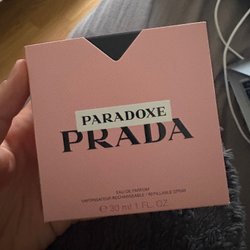 PARADOXE
PRADA
EAU DE PARFUM
VAPORISATEUR RECHARGEABLE / REFILLABLE SPRAY
℮ 30 ml 1 FL. OZ.